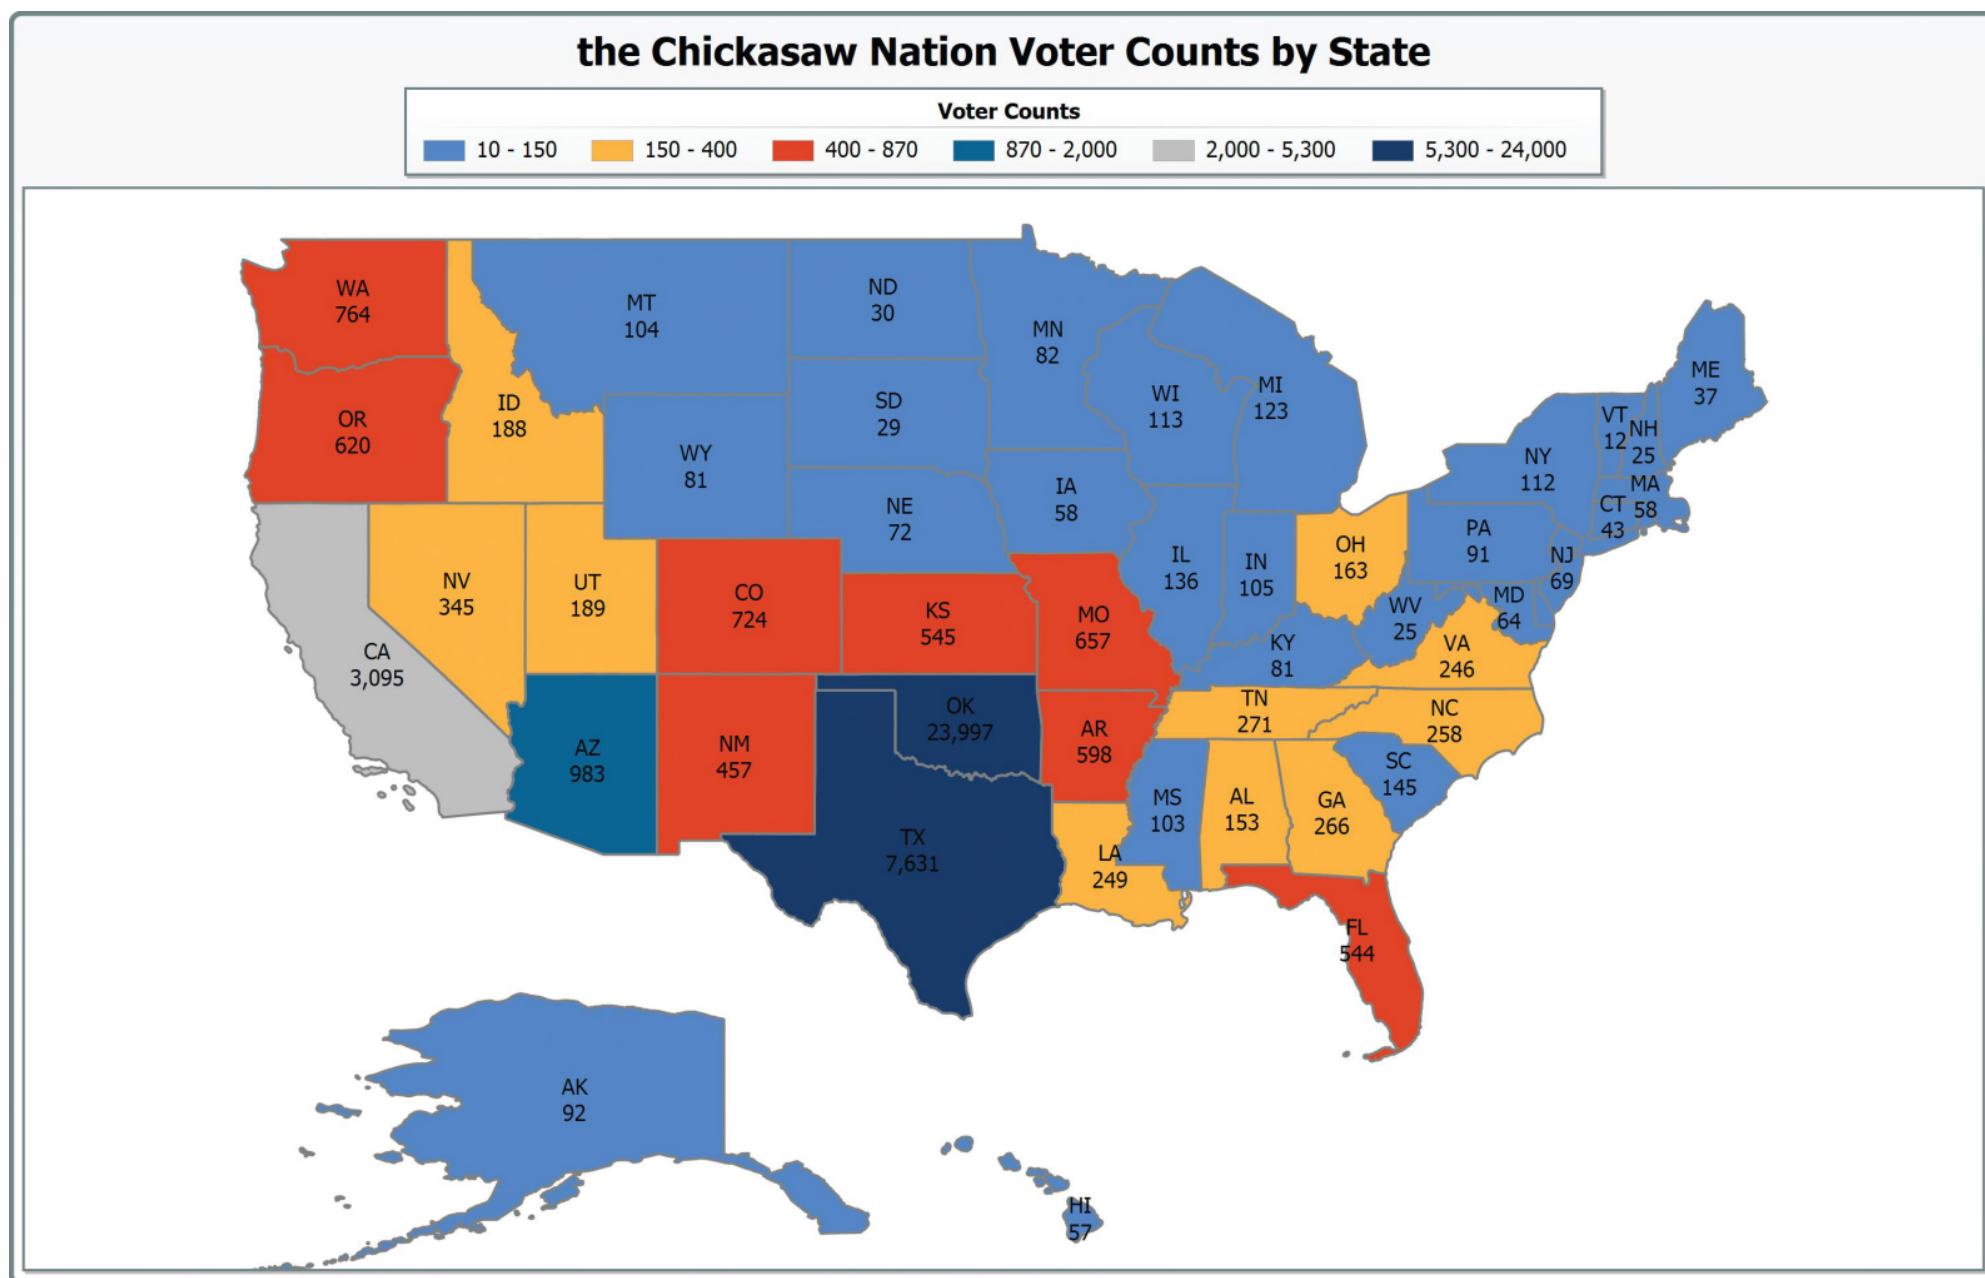 the Chickasaw Nation Voter Counts by State
Voter Counts
10 - 150
150 - 400
400 - 870
870 - 2,000
2,000 - 5,300
5,300 - 24,000
WA
764
MT
104
ND
30
MN
82
ME
37
OR
620
ID
188
SD
29
WI
113
MI
123
VT
12
NH
25
WY
81
NY
112
MA
58
IA
58
NE
72
CT
43
PA
91
NV
345
UT
189
CO
724
KS
545
MO
657
IL
136
IN
105
OH
163
NJ
69
WV
25
MD
64
CA
3,095
KY
81
VA
246
AZ
983
NM
457
OK
23,997
AR
598
TN
271
NC
258
SC
145
MS
103
AL
153
GA
266
TX
7,631
LA
249
FL
544
AK
92
HI
57